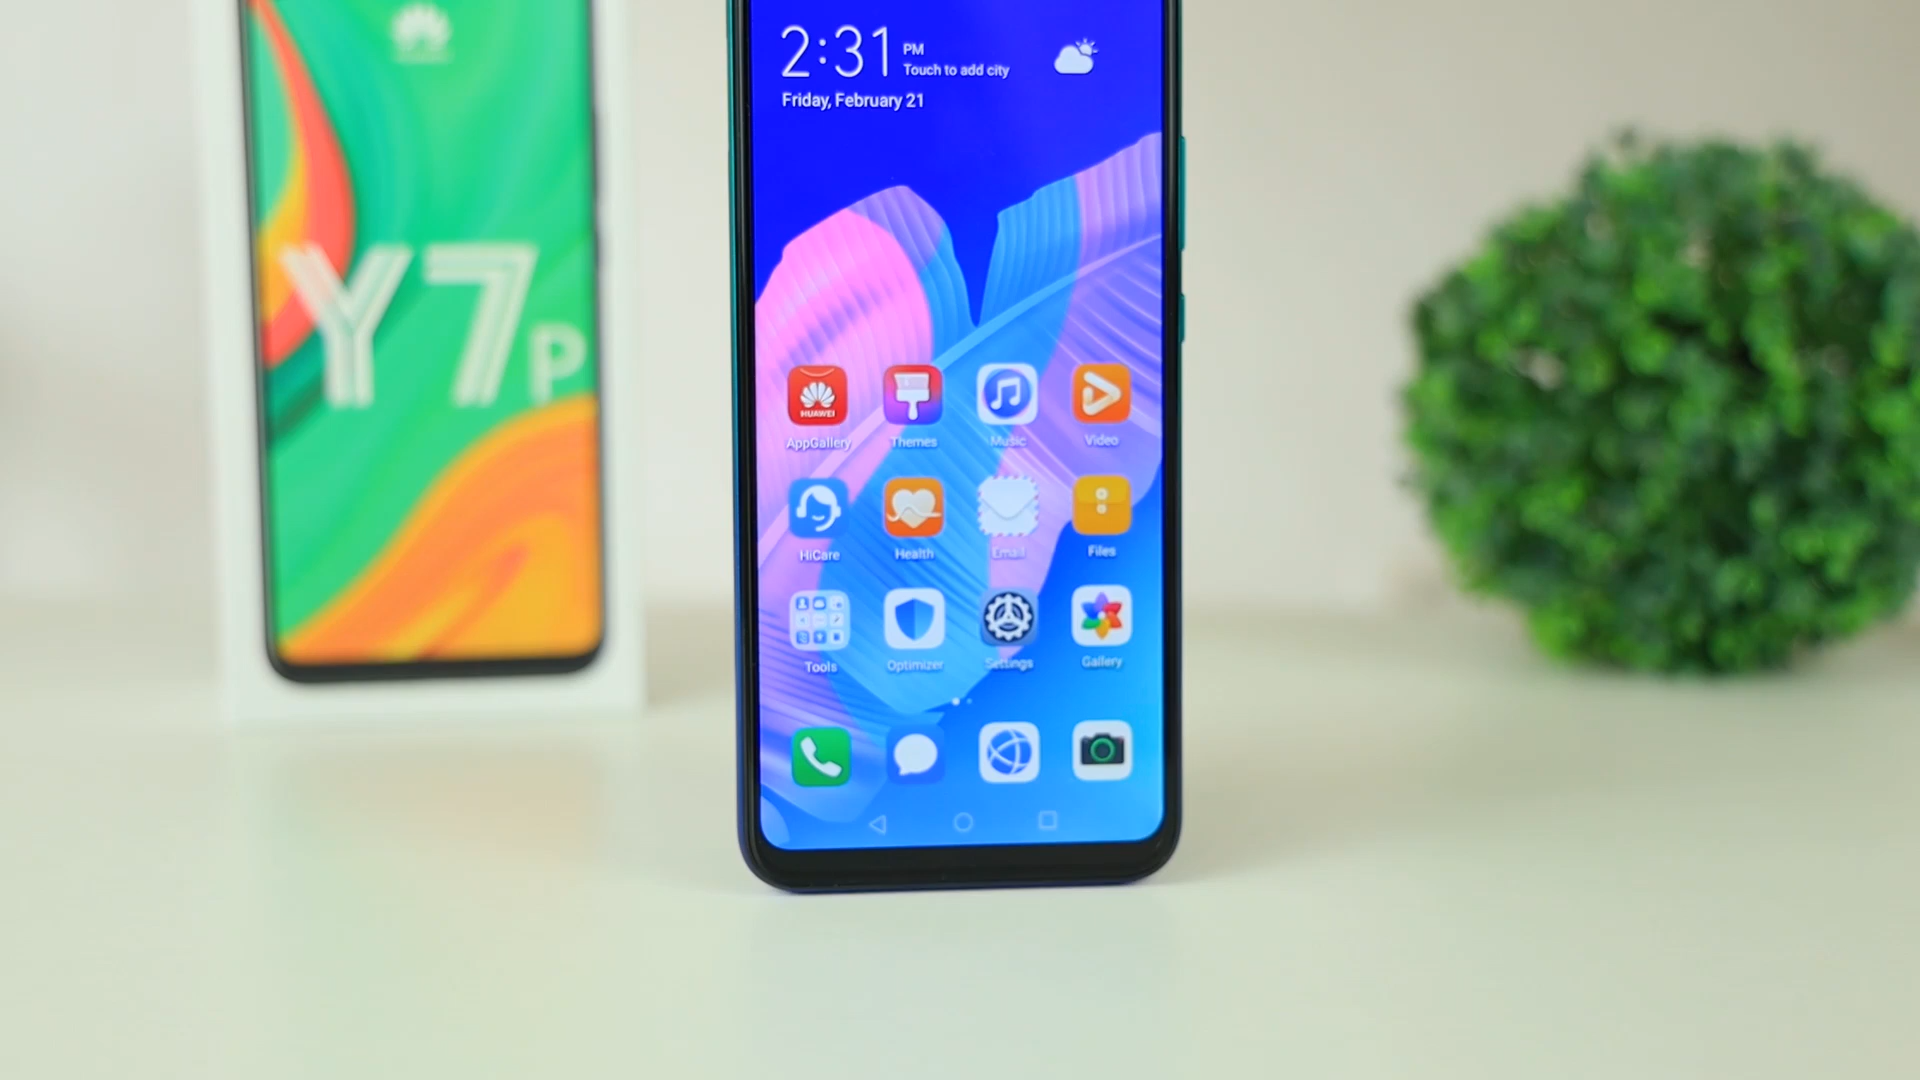 Y7p
2:31 PM
Touch to add city
Friday, February 21
HUAWEI
AppGallery
Themes
Music
Video
HiCare
Health
Email
Files
Tools
Optimizer
Settings
Gallery